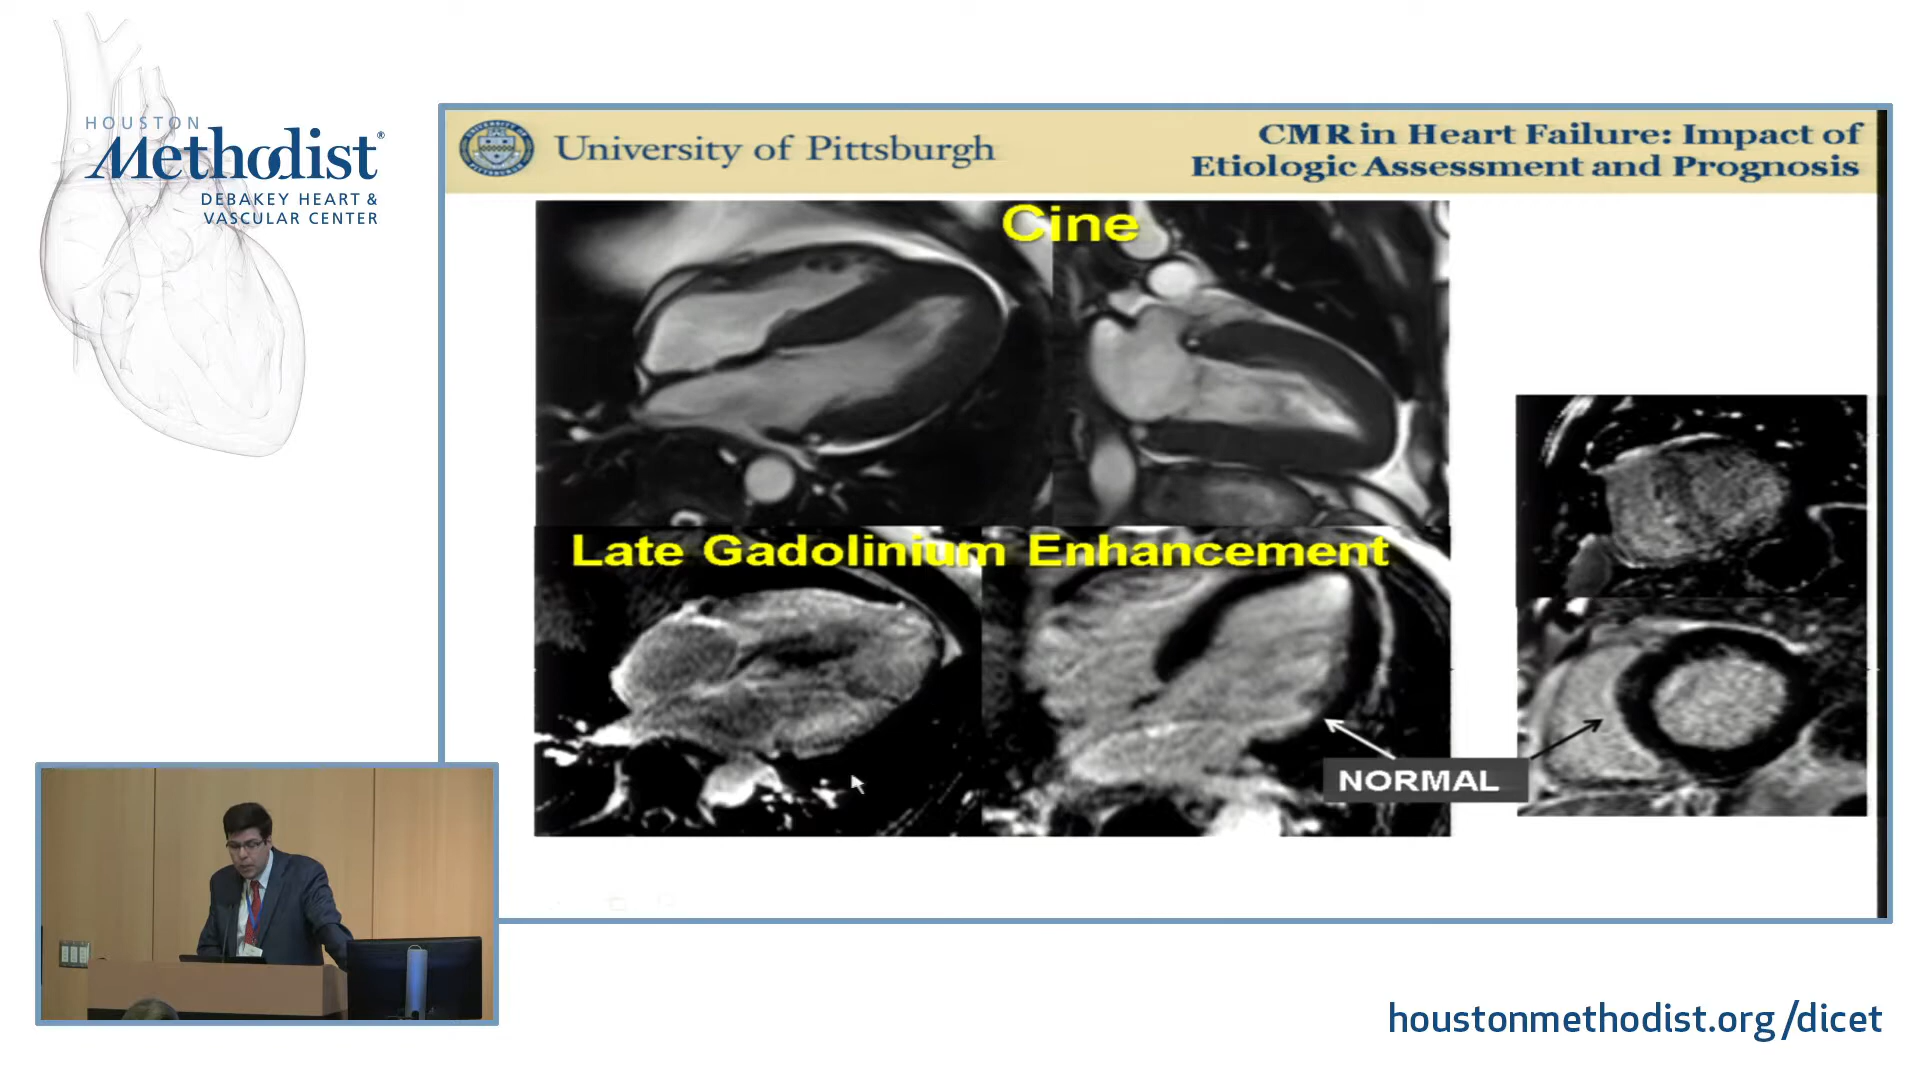 HOUSTON
Methodist®
DEBAKEY HEART &
VASCULAR CENTER
University of Pittsburgh
CMR in Heart Failure: Impact of
Etiologic Assessment and Prognosis
Cine
Late Gadolinium Enhancement
NORMAL
houstonmethodist.org/dicet